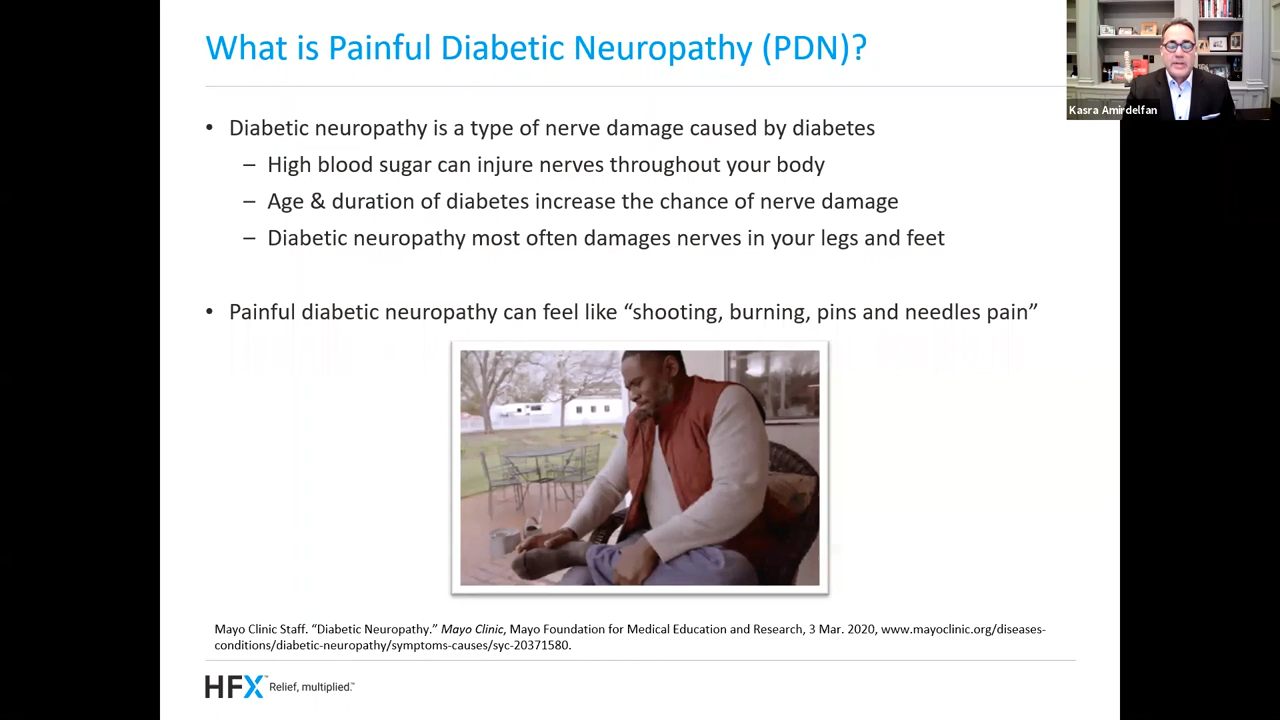 What is Painful Diabetic Neuropathy (PDN)?
Kasra Amirdelfan
• Diabetic neuropathy is a type of nerve damage caused by diabetes
– High blood sugar can injure nerves throughout your body
– Age & duration of diabetes increase the chance of nerve damage
– Diabetic neuropathy most often damages nerves in your legs and feet
• Painful diabetic neuropathy can feel like “shooting, burning, pins and needles pain”
Mayo Clinic Staff. “Diabetic Neuropathy.” Mayo Clinic, Mayo Foundation for Medical Education and Research, 3 Mar. 2020, www.mayoclinic.org/diseases-
conditions/diabetic-neuropathy/symptoms-causes/syc-20371580.
HFX™ Relief, multiplied.™